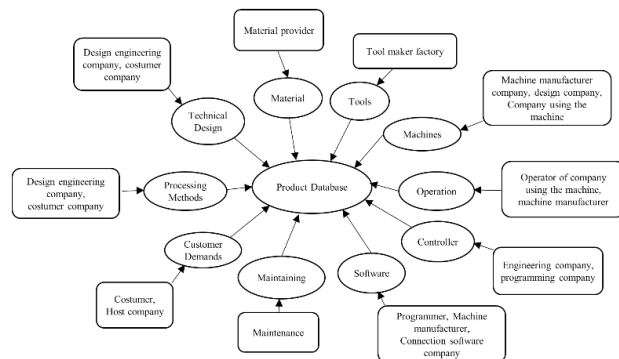 Material provider
Design engineering
company, costumer
company
Tool maker factory
Material
Tools
Technical
Design
Machine manufacturer
company, design company,
Company using the
machine
Machines
Design engineering
company,
costumer company
Processing
Methods
Product Database
Operation
Operator of company
using the machine,
machine manufacturer
Customer
Demands
Controller
Maintaining
Software
Engineering company,
programming company
Costumer,
Host company
Maintenance
Programmer, Machine
manufacturer,
Connection software
company